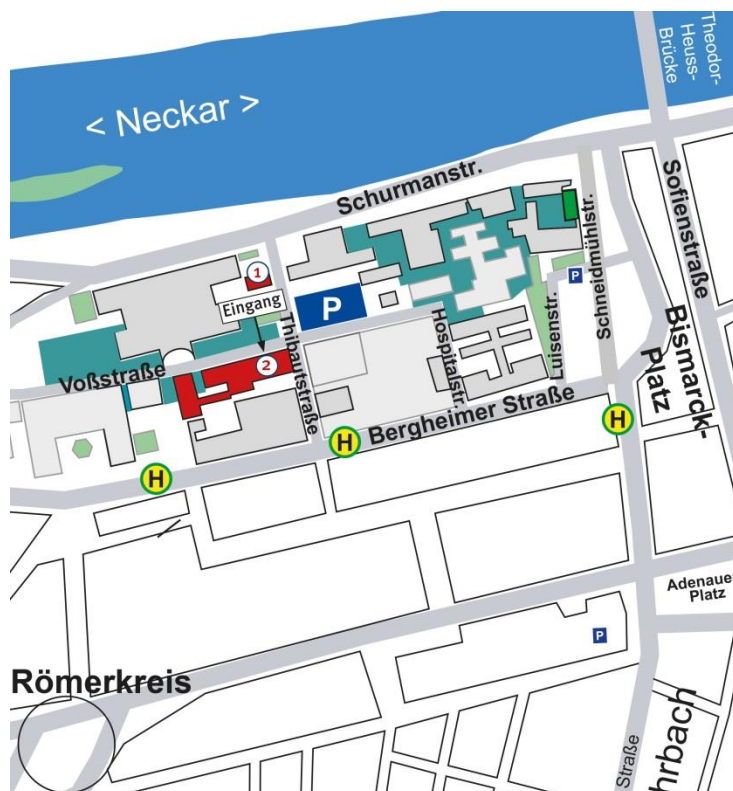 Theodor-
Heuss-
Brücke
< Neckar >
Schurmanstr.
Sofienstraße
Schneidmühlstr.
1
Eingang
P
P
Thibautstraße
Hospitalstr.
Luisenstr.
Bismarck-
Platz
Voßstraße
2
Bergheimer Straße
H
H
H
Adenauer
Platz
P
Römerkreis
Straße
hrbach